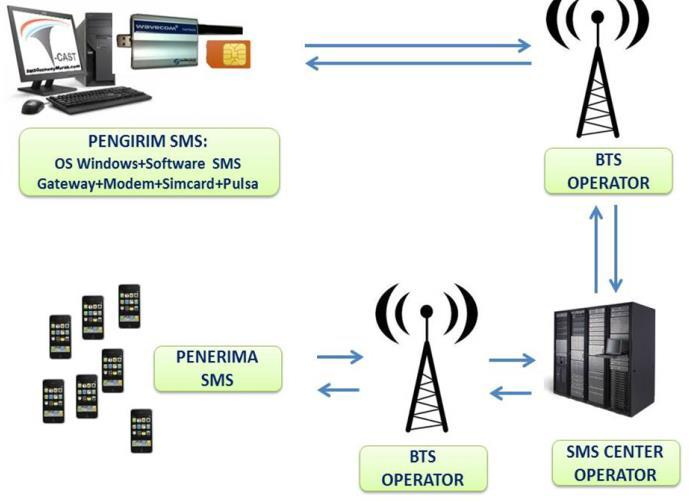 -CAST
wavecom
PENGIRIM SMS:
OS Windows+Software SMS
Gateway+Modem+Simcard+Pulsa
BTS
OPERATOR
PENERIMA
SMS
BTS
OPERATOR
SMS CENTER
OPERATOR